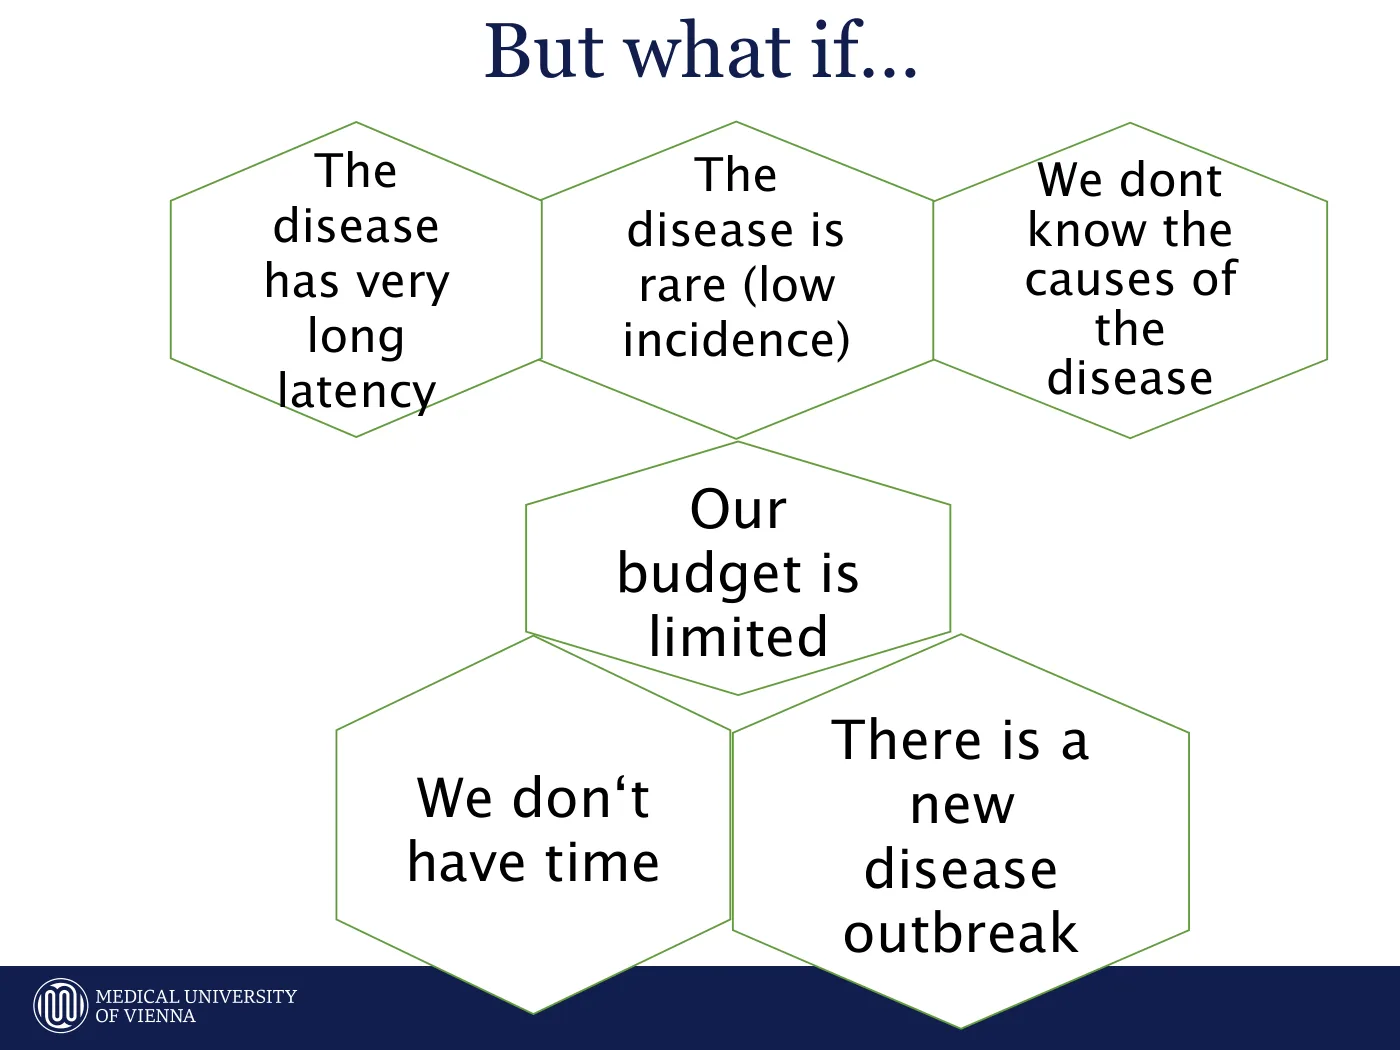 But what if...
The
disease
has very
long
latency
The
disease is
rare (low
incidence)
We dont
know the
causes of
the
disease
Our
budget is
limited
We don‘t
have time
There is a
new
disease
outbreak
MEDICAL UNIVERSITY
OF VIENNA